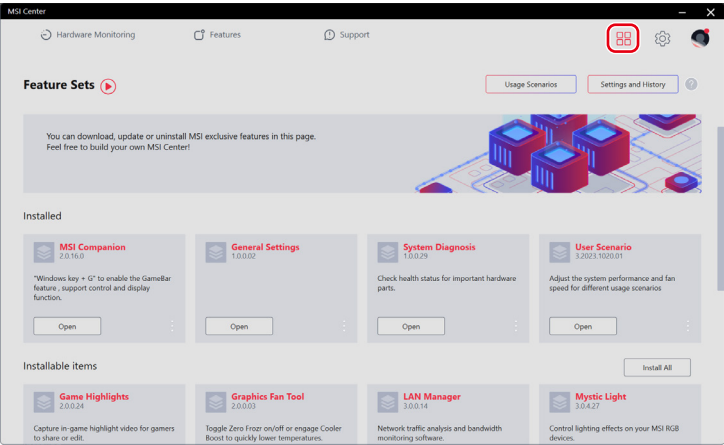 MSI Center
Hardware Monitoring
Features
Support
Feature Sets
Usage Scenarios
Settings and History
?
You can download, update or uninstall MSI exclusive features in this page.
Feel free to build your own MSI Center!
Installed
MSI Companion
2.0.16.0
"Windows key + G" to enable the GameBar
feature , support control and display
function.
Open
General Settings
1.0.0.02
Open
System Diagnosis
1.0.0.29
Check health status for important hardware
parts.
Open
User Scenario
3.2023.1020.01
Adjust the system performance and fan
speed for different usage scenarios
Open
Installable items
Install All
Game Highlights
2.0.0.24
Capture in-game highlight video for gamers
to share or edit.
Graphics Fan Tool
2.0.0.03
Toggle Zero Frozr on/off or engage Cooler
Boost to quickly lower temperatures.
LAN Manager
3.0.0.14
Network traffic analysis and bandwidth
monitoring software.
Mystic Light
3.0.4.27
Control lighting effects on your MSI RGB
devices.